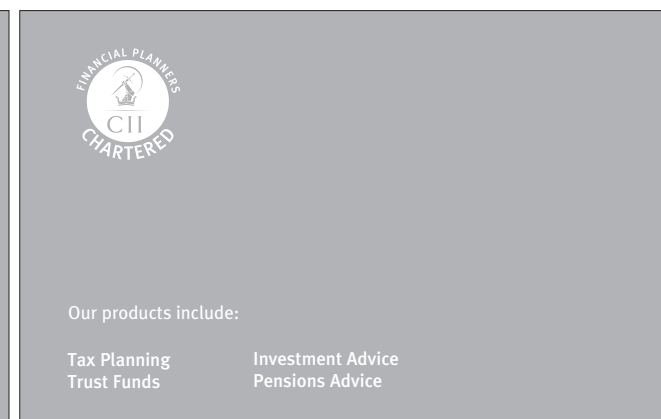 FINANCIAL PLANNERS
CII
CHARTERED
Our products include:
Tax Planning
Trust Funds
Investment Advice
Pensions Advice